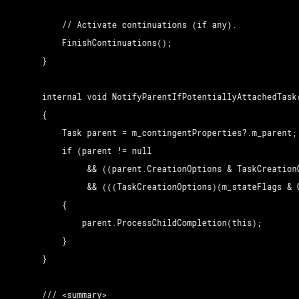 // Activate continuations (if any).
FinishContinuations();
}
internal void NotifyParentIfPotentiallyAttachedTask(
{
Task parent = m_contingentProperties?.m_parent;
if (parent != null
&& ((parent.CreationOptions & TaskCreationO
&& (((TaskCreationOptions)(m_stateFlags & O
{
parent.ProcessChildCompletion(this);
}
}
/// <summary>